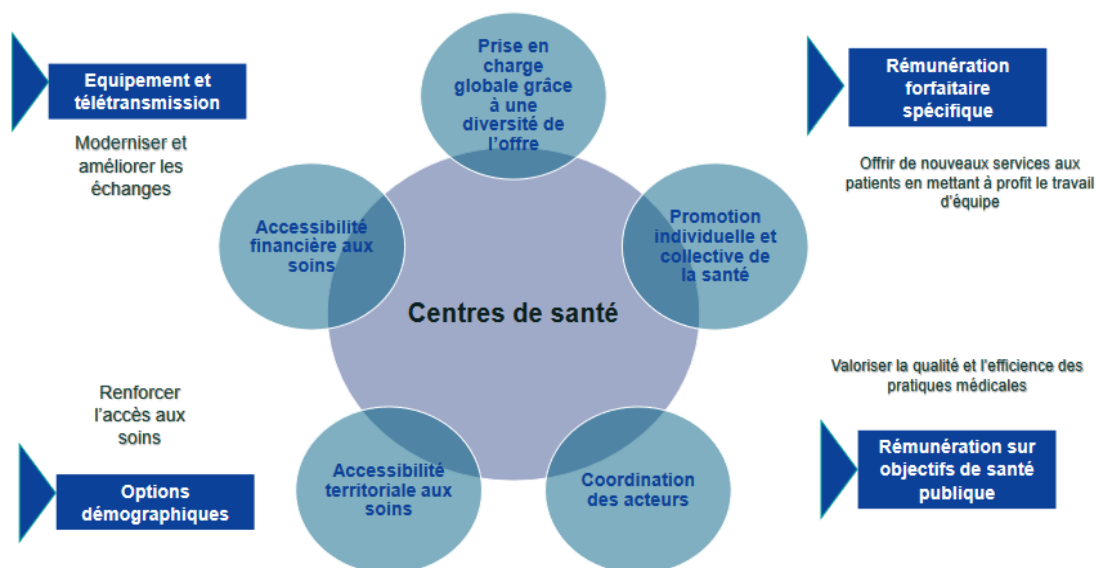 Prise en
charge
globale grâce
à une
diversité de
l'offre
Equipement et
télétransmission
Moderniser et
améliorer les
échanges
Rémunération
forfaitaire
spécifique
Offrir de nouveaux services aux
patients en mettant à profit le travail
d'équipe
Accessibilité
financière aux
soins
Promotion
individuelle et
collective de
la santé
Centres de santé
Renforcer
l'accès aux
soins
Options
démographiques
Accessibilité
territoriale aux
soins
Coordination
des acteurs
Valoriser la qualité et l'efficience des
pratiques médicales
Rémunération sur
objectifs de santé
publique